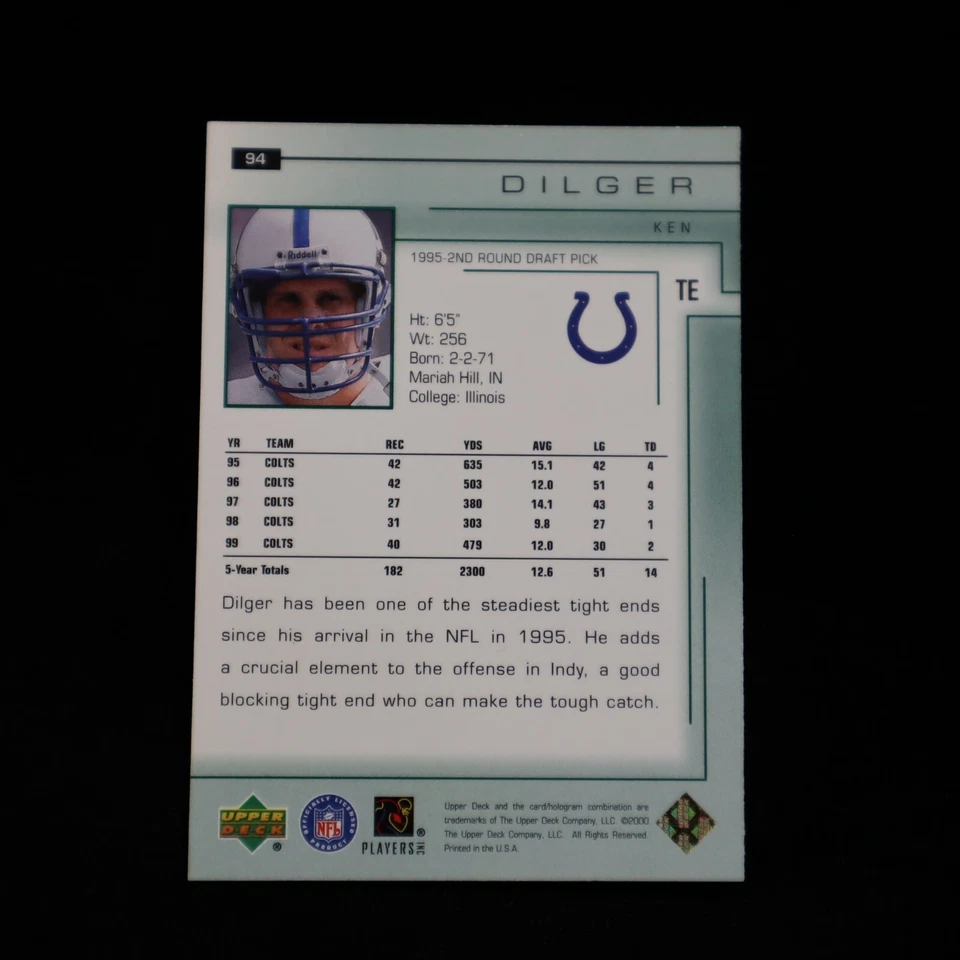 94
DILGER
KEN
Riddell
1995-2ND ROUND DRAFT PICK
TE
Ht: 6'5"
Wt: 256
Born: 2-2-71
Mariah Hill, IN
College: Illinois
YR TEAM REC YDS AVG LG TD
95 COLTS 42 635 15.1 42 4
96 COLTS 42 503 12.0 51 4
97 COLTS 27 380 14.1 43 3
98 COLTS 31 303 9.8 27 1
99 COLTS 40 479 12.0 30 2
5-Year Totals 182 2300 12.6 51 14
Dilger has been one of the steadiest tight ends
since his arrival in the NFL in 1995. He adds
a crucial element to the offense in Indy, a good
blocking tight end who can make the tough catch.
UPPER
DECK
®
OFFICIALLY LICENSED
NFL
PRODUCT
®
PLAYERS INC
Upper Deck and the card/hologram combination are
trademarks of The Upper Deck Company, LLC. ©2000
The Upper Deck Company, LLC. All Rights Reserved.
Printed in the U.S.A.